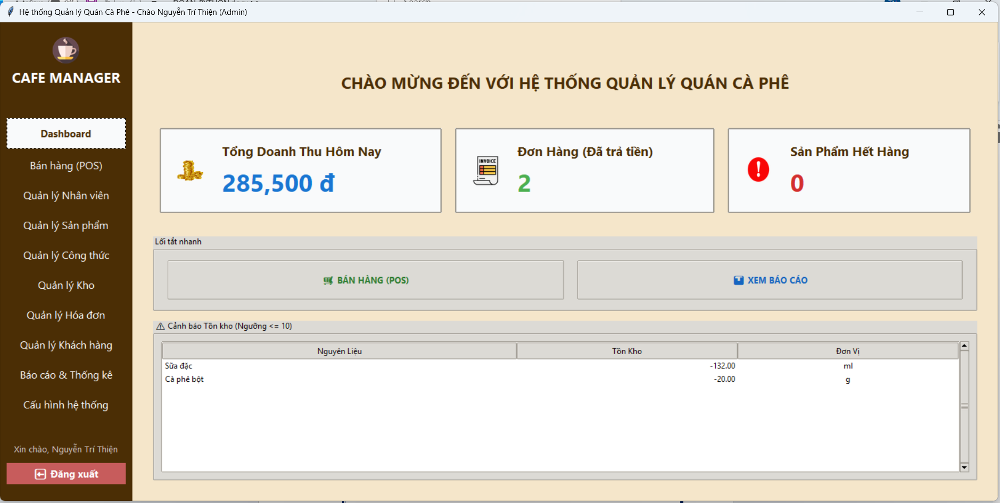 Hệ thống Quản lý Quán Cà Phê - Chào Nguyễn Trí Thiện (Admin)
CAFE MANAGER
Dashboard
Bán hàng (POS)
Quản lý Nhân viên
Quản lý Sản phẩm
Quản lý Công thức
Quản lý Kho
Quản lý Hóa đơn
Quản lý Khách hàng
Báo cáo & Thống kê
Cấu hình hệ thống
Xin chào, Nguyễn Trí Thiện
Đăng xuất
CHÀO MỪNG ĐẾN VỚI HỆ THỐNG QUẢN LÝ QUÁN CÀ PHÊ
Tổng Doanh Thu Hôm Nay
285,500 đ
INVOICE
Đơn Hàng (Đã trả tiền)
2
Sản Phẩm Hết Hàng
0
Lối tắt nhanh
BÁN HÀNG (POS)
XEM BÁO CÁO
Cảnh báo Tồn kho (Ngưỡng <= 10)
Nguyên Liệu Tồn Kho Đơn Vị
Sữa đặc -132.00 ml
Cà phê bột -20.00 g